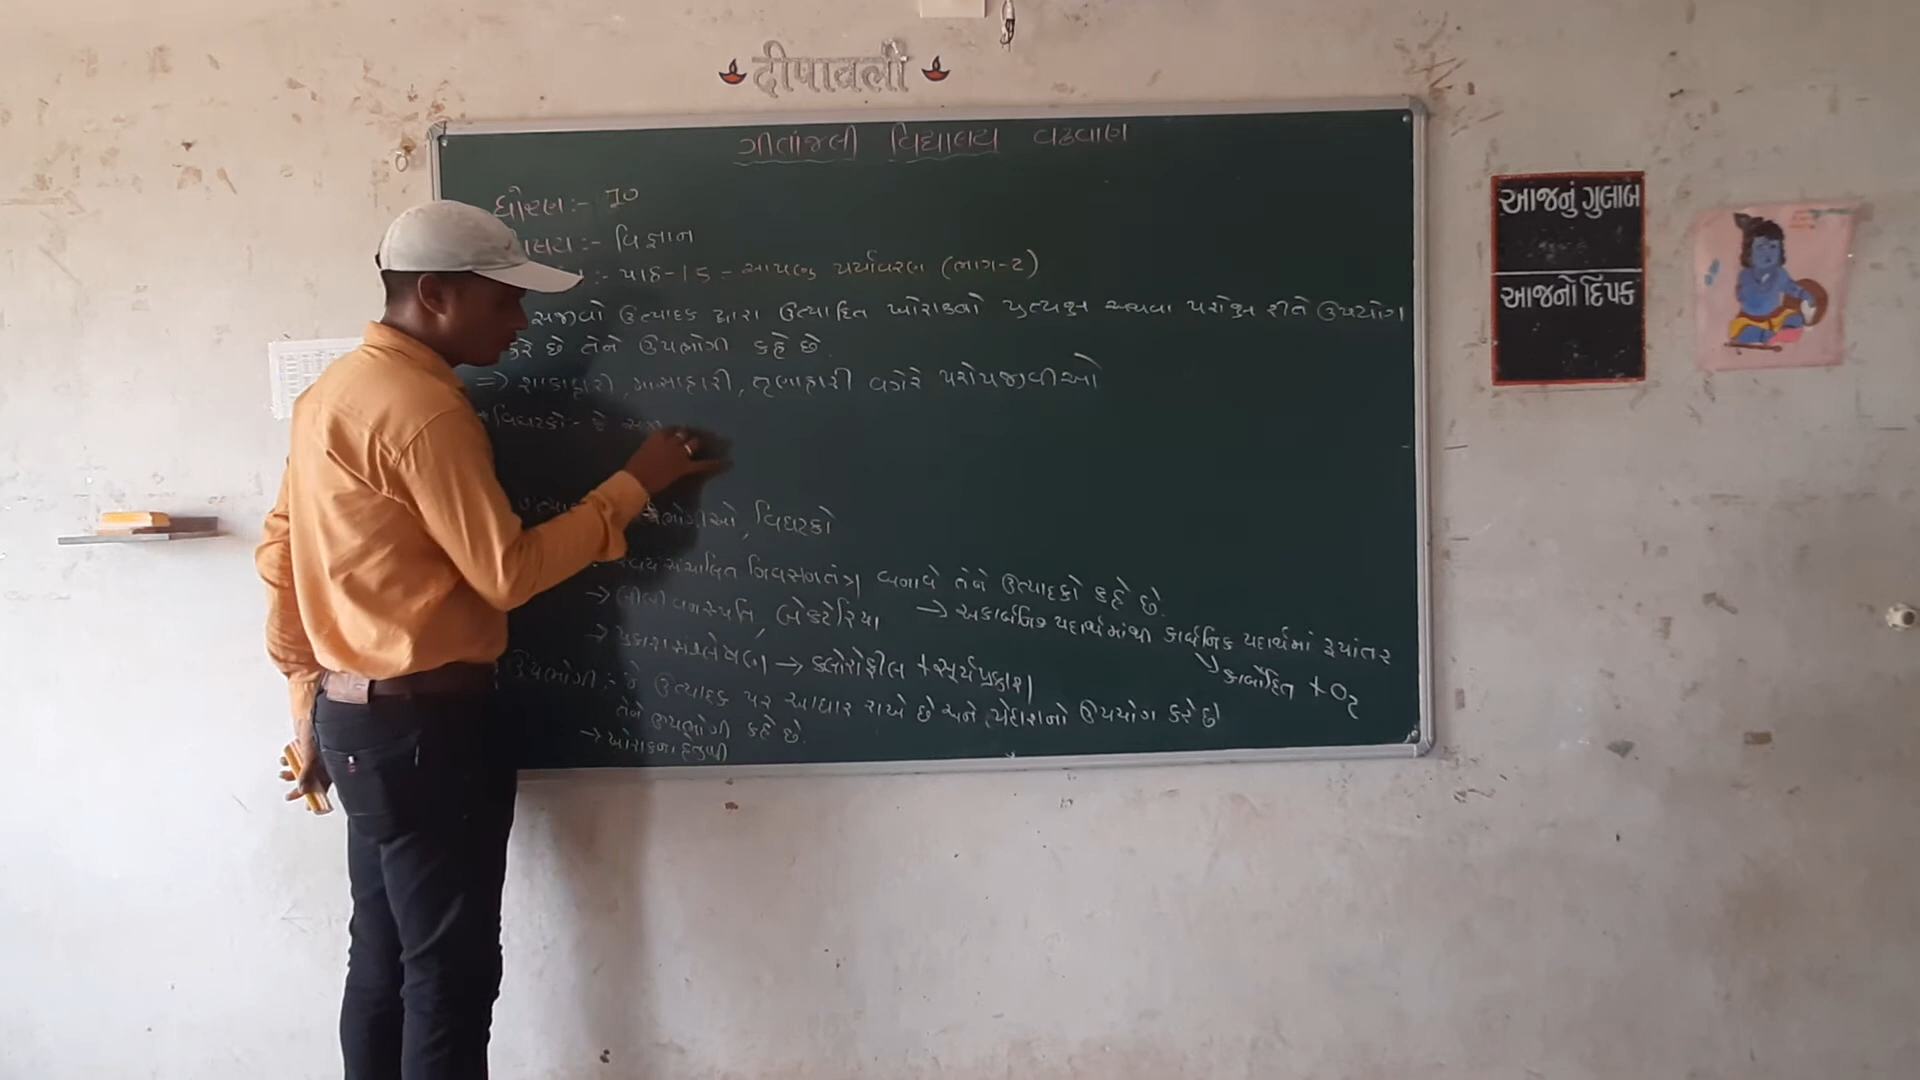 दीपावली
ગીતાંજલી વિદ્યાલય વઢવાણ
ધોરણ:- 10
:- વિજ્ઞાન
:- પાઠ-15 - આપણુ પર્યાવરણ (ભાગ-2)
સજીવો ઉત્પાદક દ્વારા ઉત્પાદિત ખોરાકનો પ્રત્યક્ષ અથવા પરોક્ષ રીતે ઉપયોગ
કરે છે તેને ઉપભોગી કહે છે.
=> શાકાહારી, માંસાહારી, તૃણાહારી વગેરે પરોપજીવીઓ
* વિઘટકો:- જે
, વિઘટકો
સ્વયંસંચાલિત નિવસનતંત્ર બનાવે તેને ઉત્પાદકો કહે છે.
→ લીલી વનસ્પતિ, બેક્ટેરિયા → અકાર્બનિક પદાર્થમાંથી કાર્બનિક પદાર્થમાં રૂપાંતર
→ પ્રકાશસંશ્લેષણ → ક્લોરોફીલ + સૂર્યપ્રકાશ
કાર્બોદિત + O₂
ઉપભોગી:- જે ઉત્પાદક પર આધાર રાખે છે અને ઉપયોગ કરે છે
તેને ઉપભોગી કહે છે.
આજનું ગુલાબ
આજનો દિપક